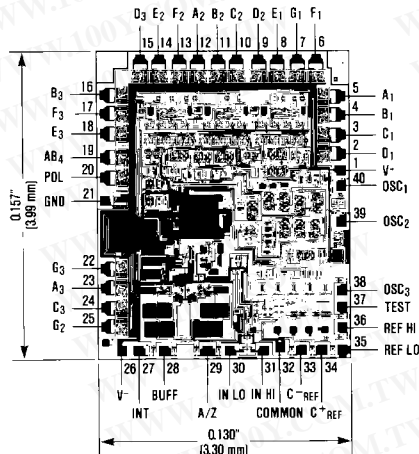 D₃ E₂ F₂ A₂ B₂ C₂ D₂ E₁ G₁ F₁
15 14 13 12 11 10 9 8 7 6
B₃ 16
F₃ 17
E₃ 18
AB₄ 19
POL 20
GND 21
G₃ 22
A₃ 23
C₃ 24
G₂ 25
0.157"
(3.99 mm)
5 A₁
4 B₁
3 C₁
2 D₁
1 V⁻
40 OSC₁
39 OSC₂
38 OSC₃
37 TEST
36 REF HI
35 REF LO
26 27 28 29 30 31 32 33 34
V⁻ BUFF IN LO IN HI C⁻REF
INT A/Z COMMON C⁺REF
0.130"
(3.30 mm)
WWW.100Y.COM.TW